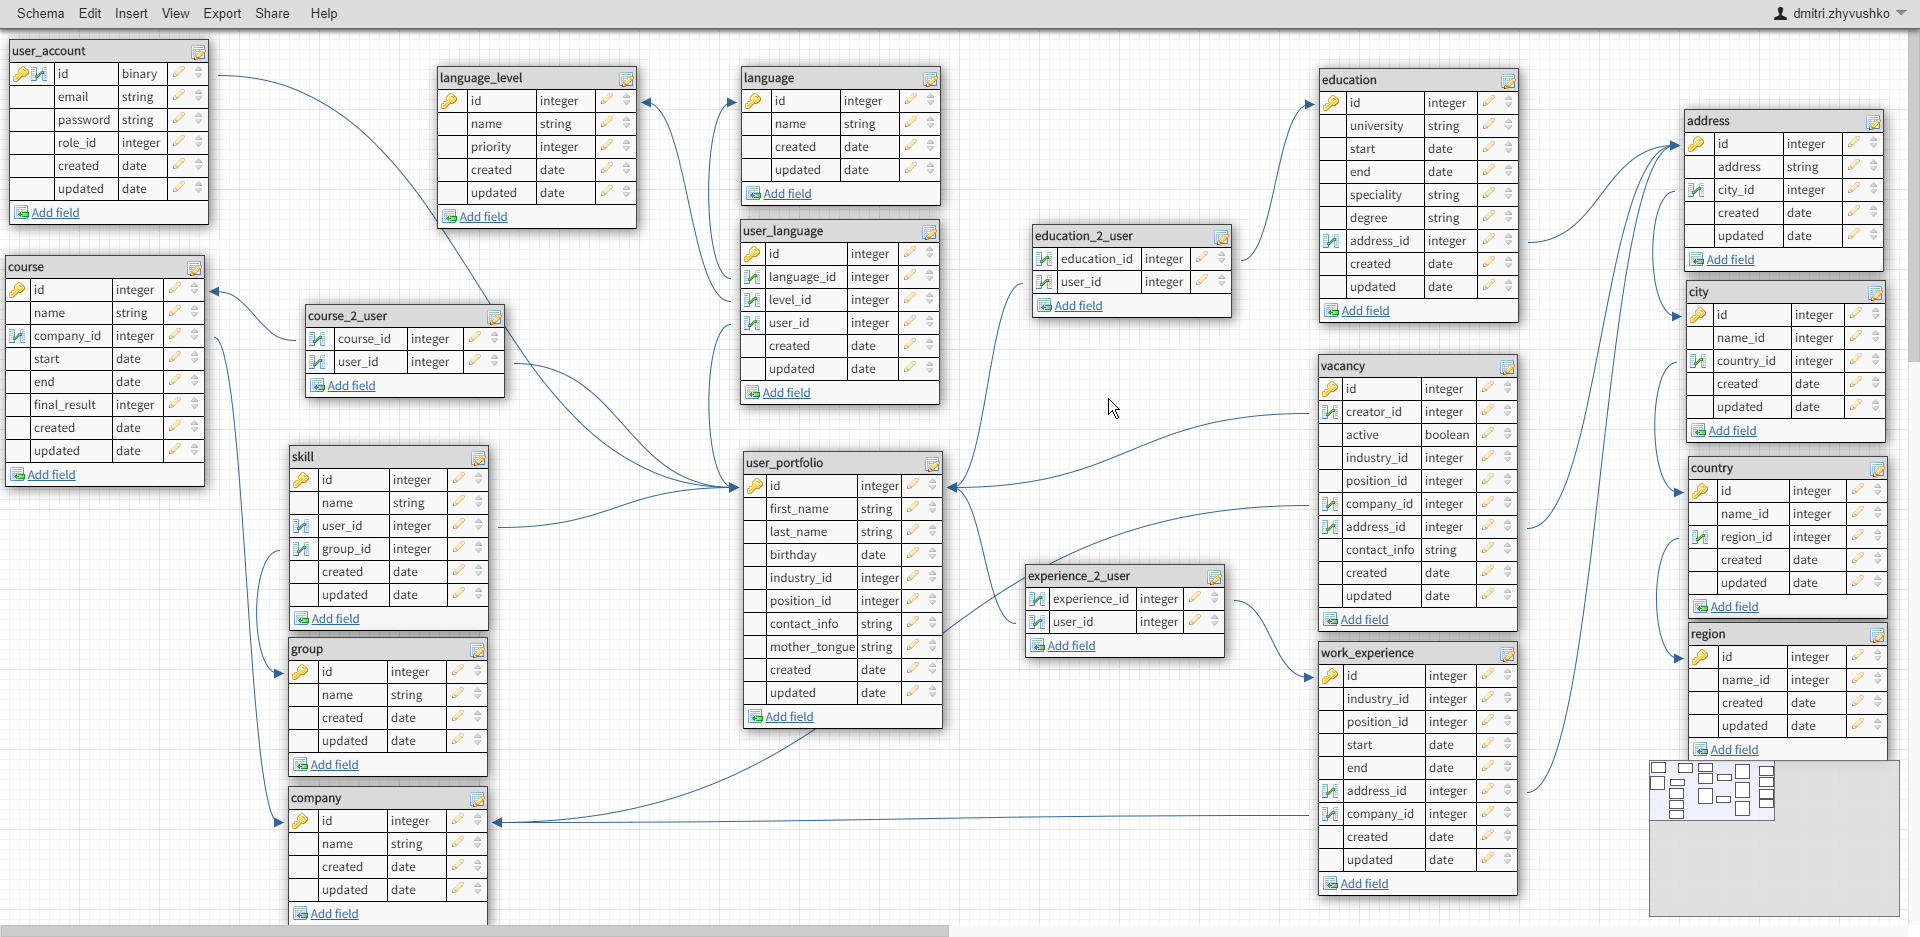 Schema Edit Insert View Export Share Help dmitri.zhyvushko
user_account
id binary
email string
password string
role_id integer
created date
updated date
Add field
course
id integer
name string
company_id integer
start date
end date
final_result integer
created date
updated date
Add field
language_level
id integer
name string
priority integer
created date
updated date
Add field
course_2_user
course_id integer
user_id integer
Add field
skill
id integer
name string
user_id integer
group_id integer
created date
updated date
Add field
group
id integer
name string
created date
updated date
Add field
company
id integer
name string
created date
updated date
Add field
language
id integer
name string
created date
updated date
Add field
user_language
id integer
language_id integer
level_id integer
user_id integer
created date
updated date
Add field
user_portfolio
id integer
first_name string
last_name string
birthday date
industry_id integer
position_id integer
contact_info string
mother_tongue string
created date
updated date
Add field
education_2_user
education_id integer
user_id integer
Add field
experience_2_user
experience_id integer
user_id integer
Add field
education
id integer
university string
start date
end date
speciality string
degree string
address_id integer
created date
updated date
Add field
vacancy
id integer
creator_id integer
active boolean
industry_id integer
position_id integer
company_id integer
address_id integer
contact_info string
created date
updated date
Add field
work_experience
id integer
industry_id integer
position_id integer
start date
end date
address_id integer
company_id integer
created date
updated date
Add field
address
id integer
address string
city_id integer
created date
updated date
Add field
city
id integer
name_id integer
country_id integer
created date
updated date
Add field
country
id integer
name_id integer
region_id integer
created date
updated date
Add field
region
id integer
name_id integer
created date
updated date
Add field